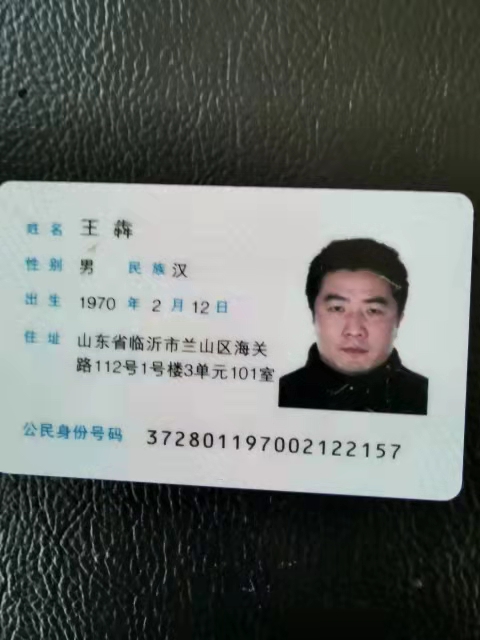 姓名 王犇
性别 男 民族 汉
出生 1970 年 2 月 12 日
住址 山东省临沂市兰山区海关
路112号1号楼3单元101室
公民身份号码 372801197002122157